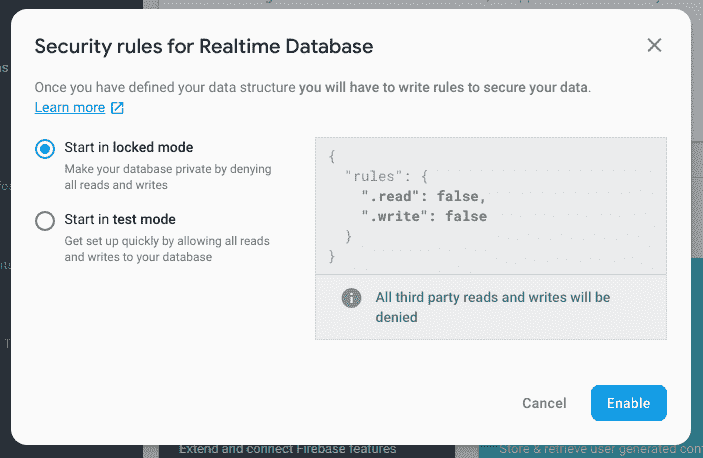 Security rules for Realtime Database
Once you have defined your data structure you will have to write rules to secure your data.
Learn more
Start in locked mode
Make your database private by denying
all reads and writes
Start in test mode
Get set up quickly by allowing all reads
and writes to your database
{
"rules": {
".read": false,
".write": false
}
}
All third party reads and writes will be
denied
Cancel
Enable
Extend and connect Firebase features
Store & retrieve user generated cont